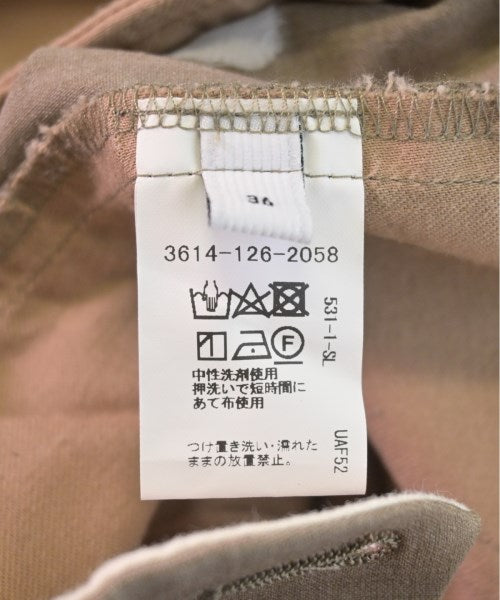 36
3614-126-2058
531-1-SL
F
中性洗剤使用
押洗いで短時間に
あて布使用
UAF52
つけ置き洗い・濡れた
ままの放置禁止。